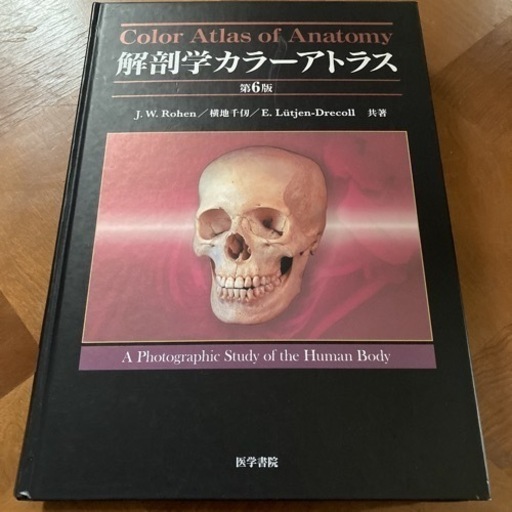 Color Atlas of Anatomy
解剖学カラーアトラス
第6版
J. W. Rohen／横地千仭／E. Lütjen-Drecoll 共著
A Photographic Study of the Human Body
医学書院